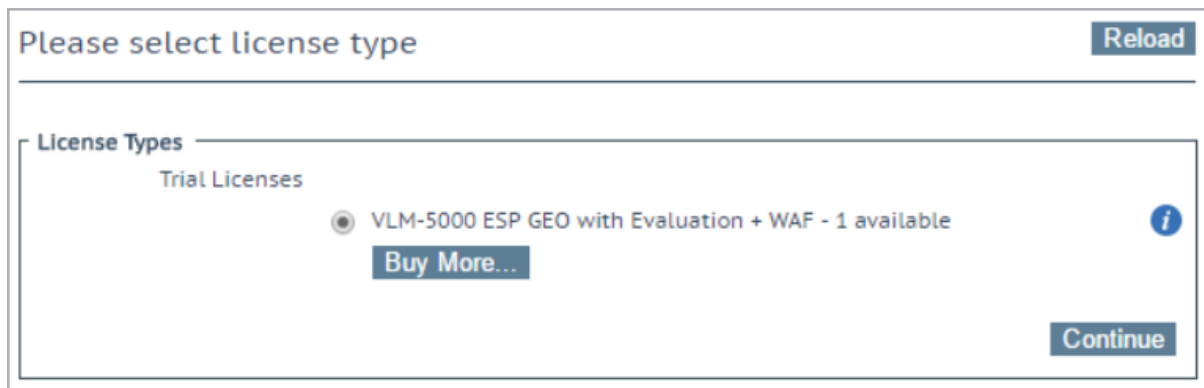 Please select license type
Reload
License Types
Trial Licenses
VLM-5000 ESP GEO with Evaluation + WAF - 1 available
i
Buy More...
Continue